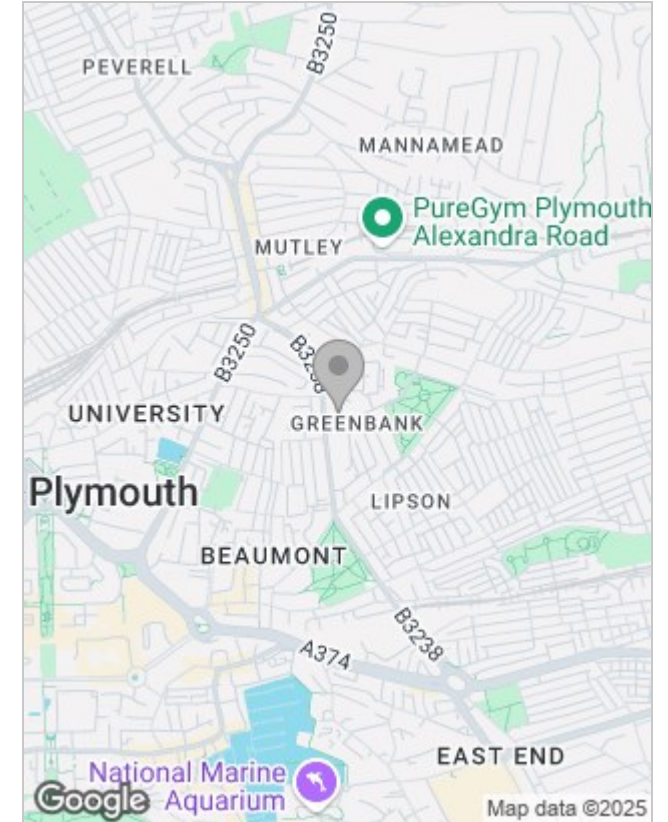 B3250
PEVERELL
MANNAMEAD
PureGym Plymouth
Alexandra Road
MUTLEY
B3250
B3238
UNIVERSITY
GREENBANK
Plymouth
LIPSON
BEAUMONT
B3238
A374
EAST END
National Marine
Aquarium
Google
Map data ©2025